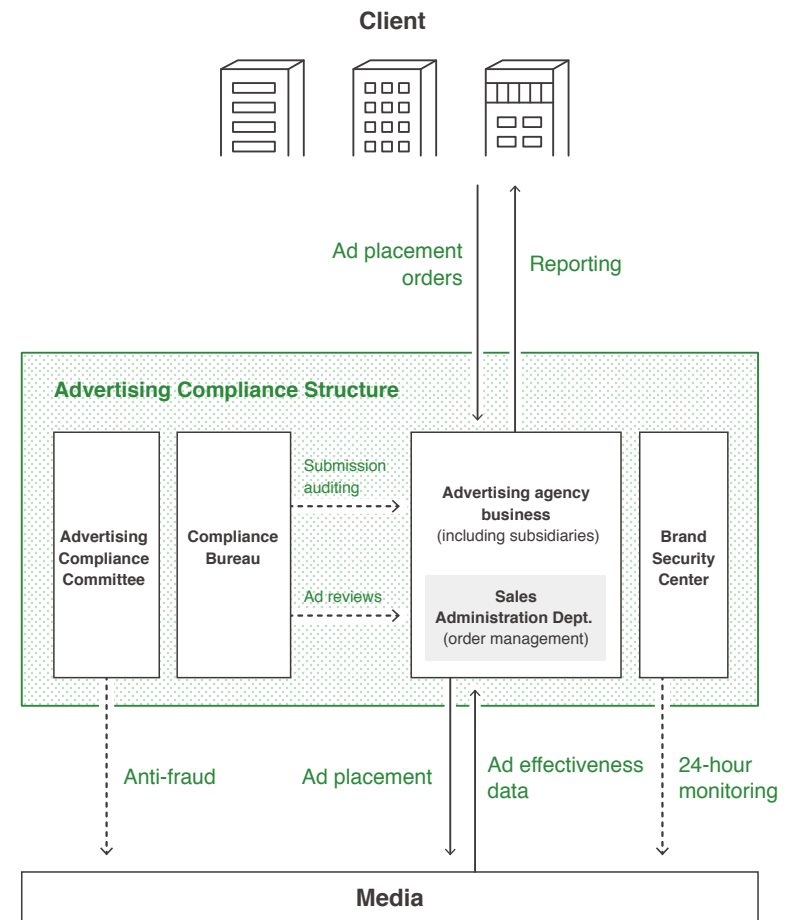 Client
Ad placement
orders
Reporting
Advertising Compliance Structure
Advertising
Compliance
Committee
Compliance
Bureau
Submission
auditing
Ad reviews
Advertising agency
business
(including subsidiaries)
Sales
Administration Dept.
(order management)
Brand
Security
Center
Anti-fraud
Ad placement
Ad effectiveness
data
24-hour
monitoring
Media